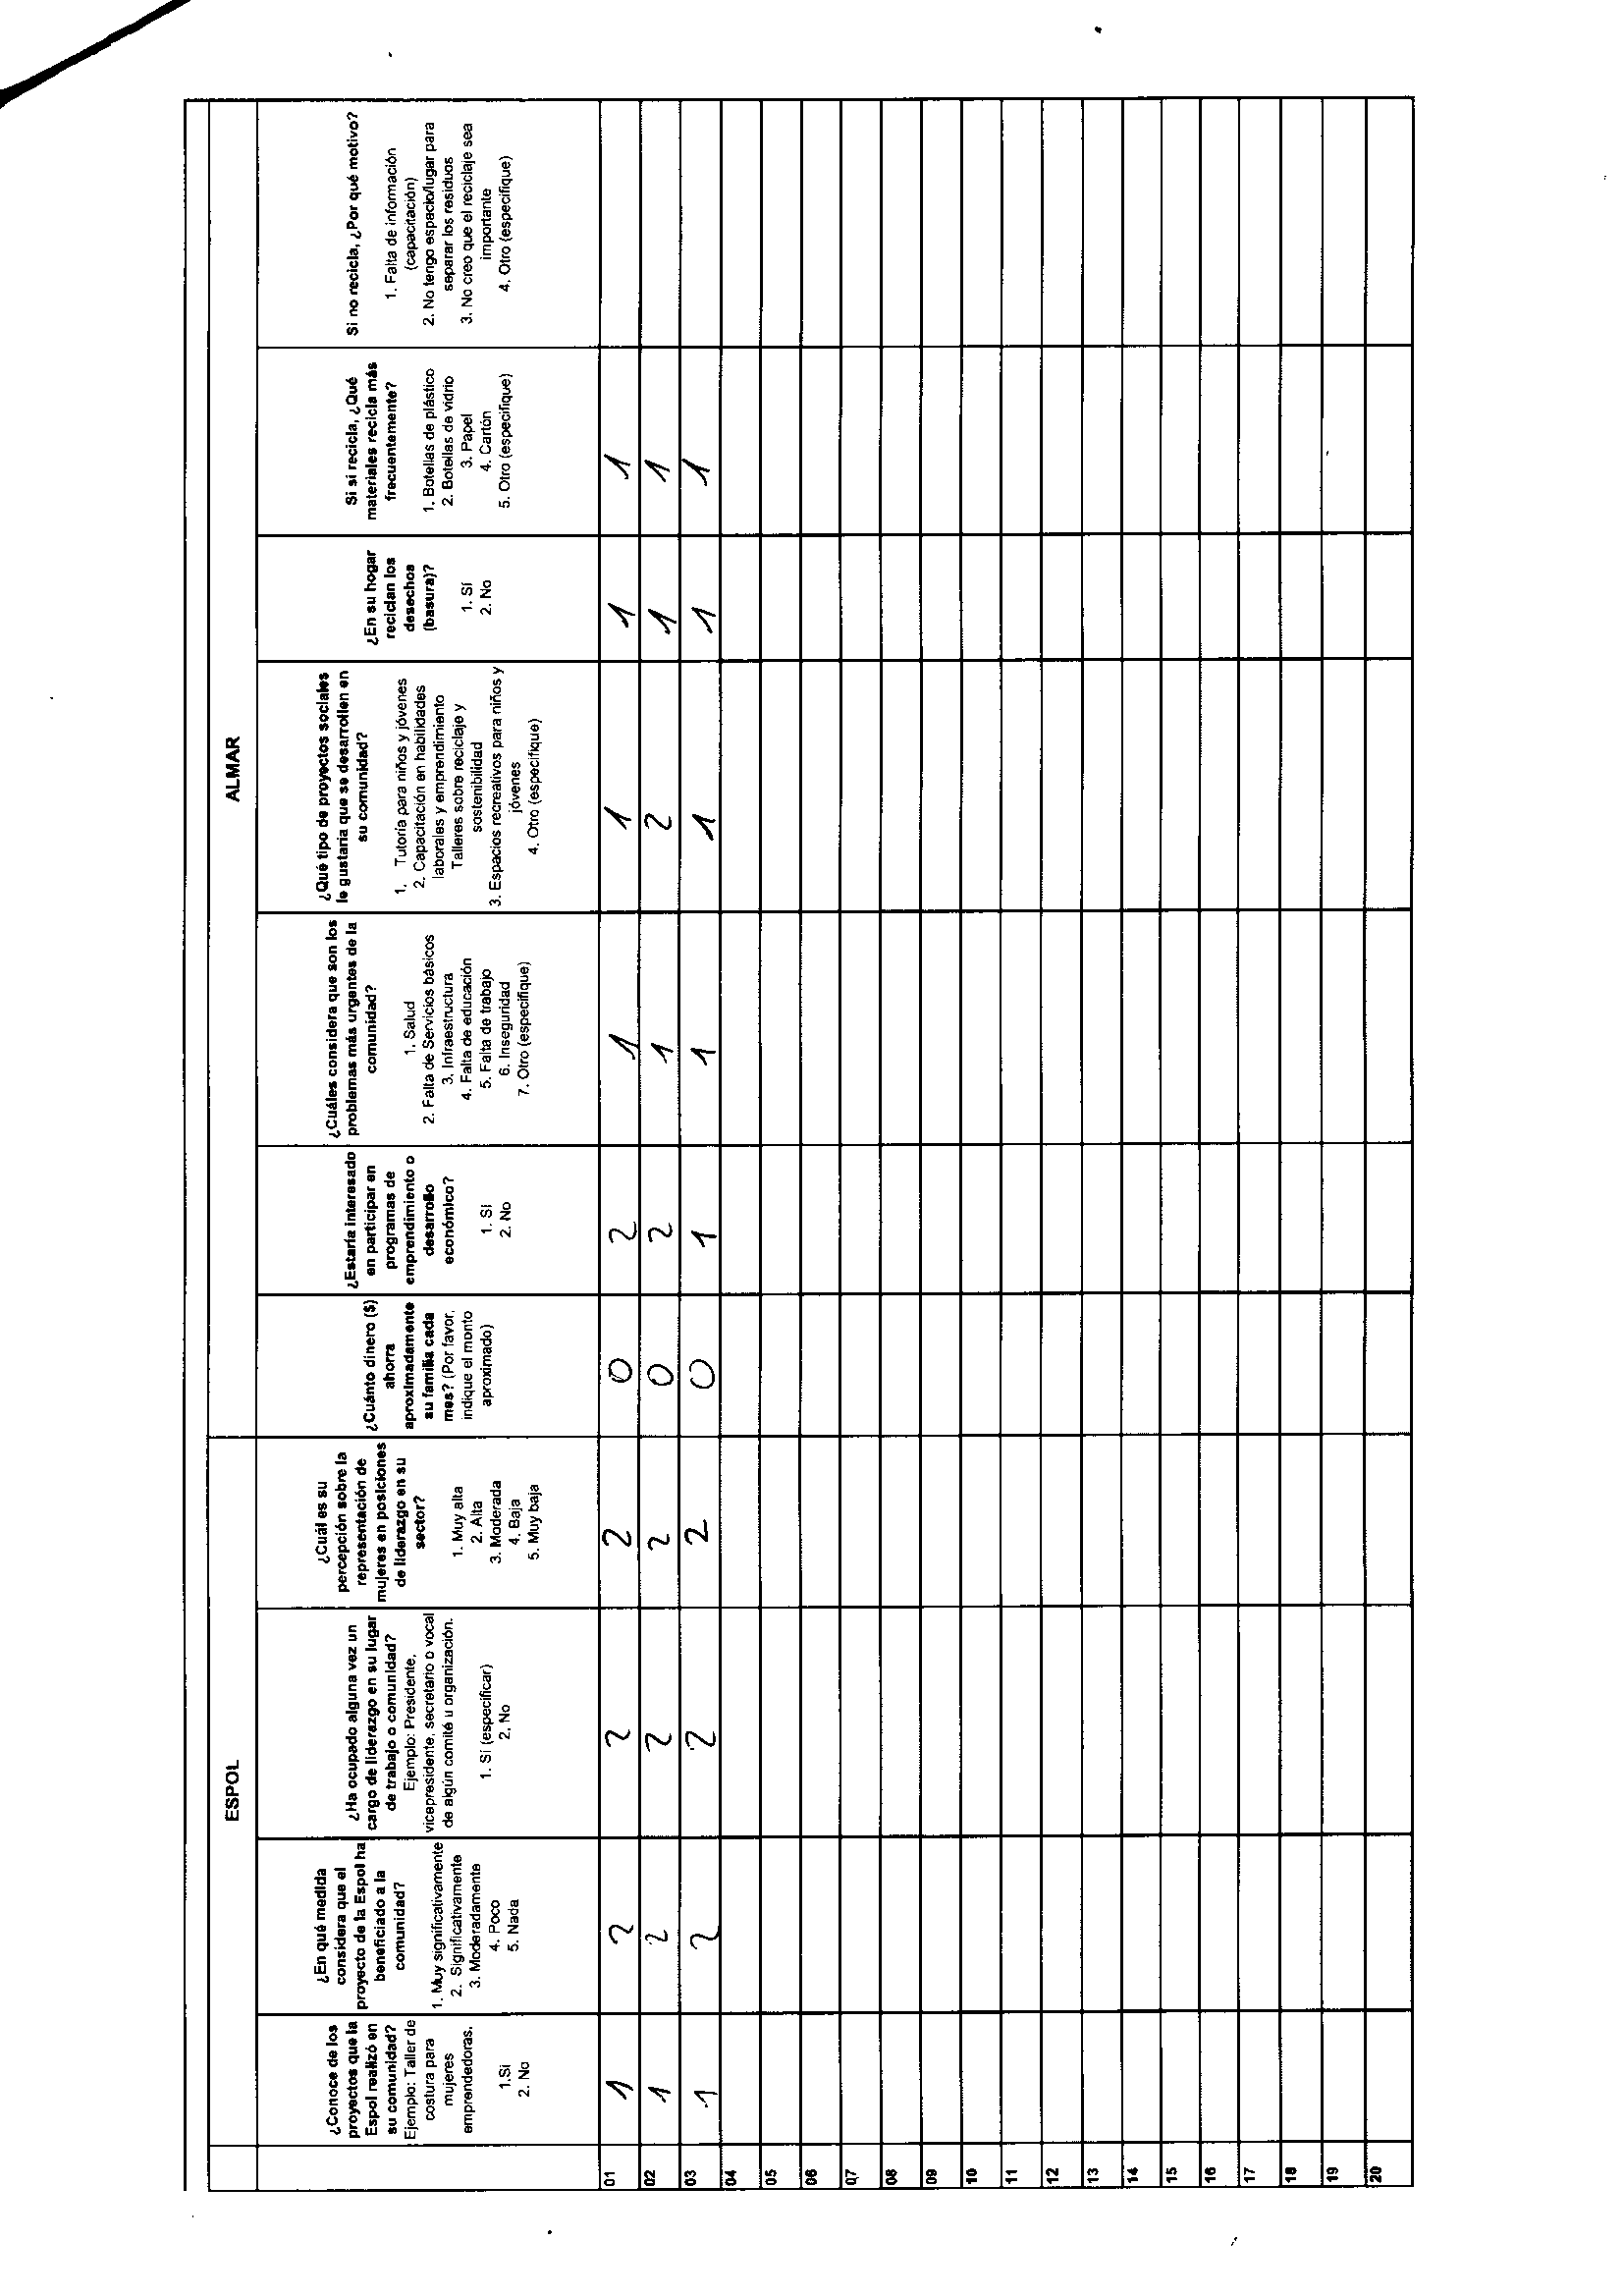 ESPOL
ALMAR
¿Conoce de los
proyectos que la
Espol realizó en
su comunidad?
Ejemplo: Taller de
costura para
mujeres
emprendedoras.
1.Si
2. No
¿En qué medida
considera que el
proyecto de la Espol ha
beneficiado a la
comunidad?
1. Muy significativamente
2. Significativamente
3. Moderadamente
4. Poco
5. Nada
¿Ha ocupado alguna vez un
cargo de liderazgo en su lugar
de trabajo o comunidad?
Ejemplo: Presidente,
vicepresidente, secretario o vocal
de algún comité u organización.
1. Sí (especificar)
2. No
¿Cuál es su
percepción sobre la
representación de
mujeres en posiciones
de liderazgo en su
sector?
1. Muy alta
2. Alta
3. Moderada
4. Baja
5. Muy baja
¿Cuánto dinero ($)
ahorra
aproximadamente
su familia cada
mes? (Por favor,
indique el monto
aproximado)
¿Estaría interesado
en participar en
programas de
emprendimiento o
desarrollo
económico?
1. Sí
2. No
¿Cuáles considera que son los
problemas más urgentes de la
comunidad?
1. Salud
2. Falta de Servicios básicos
3. Infraestructura
4. Falta de educación
5. Falta de trabajo
6. Inseguridad
7. Otro (especifique)
¿Qué tipo de proyectos sociales
le gustaria que se desarrollen en
su comunidad?
1. Tutoría para niños y jóvenes
2. Capacitación en habilidades
laborales y emprendimiento
Talleres sobre reciclaje y
sostenibilidad
3. Espacios recreativos para niños y
jóvenes
4. Otro (especifique)
¿En su hogar
reciclan los
desechos
(basura)?
1. Sí
2. No
Si sí recicla, ¿Qué
materiales recicla más
frecuentemente?
1. Botellas de plástico
2. Botellas de vidrio
3. Papel
4. Cartón
5. Otro (especifique)
Si no recicla, ¿Por qué motivo?
1. Falta de información
(capacitación)
2. No tengo espacio/lugar para
separar los residuos
3. No creo que el reciclaje sea
importante
4. Otro (especifique)
01 1 2 2 2 0 2 1 1 1 1
02 1 2 2 2 0 2 1 2 1 1
03 1 2 2 2 0 1 1 1 1 1
04
05
06
07
08
09
10
11
12
13
14
15
16
17
18
19
20